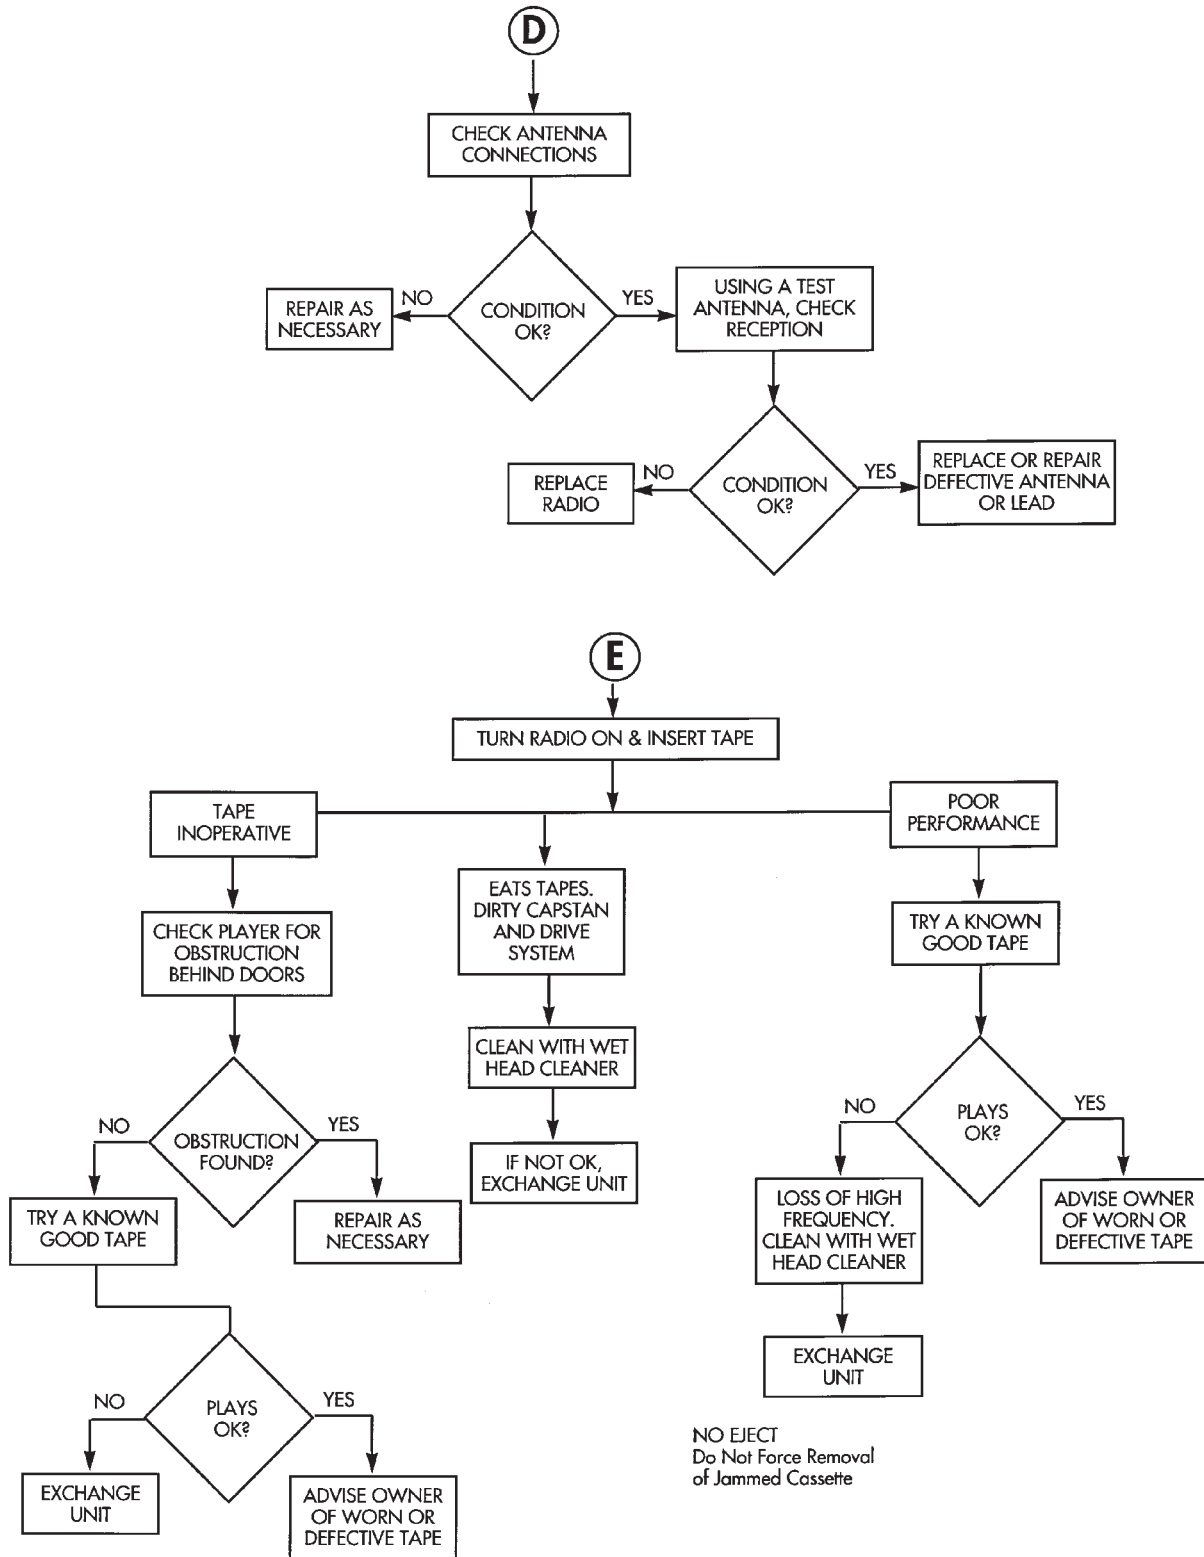 D
CHECK ANTENNA
CONNECTIONS
CONDITION
OK?
NO
REPAIR AS
NECESSARY
YES
USING A TEST
ANTENNA, CHECK
RECEPTION
CONDITION
OK?
NO
REPLACE
RADIO
YES
REPLACE OR REPAIR
DEFECTIVE ANTENNA
OR LEAD
E
TURN RADIO ON & INSERT TAPE
TAPE
INOPERATIVE
CHECK PLAYER FOR
OBSTRUCTION
BEHIND DOORS
OBSTRUCTION
FOUND?
NO
TRY A KNOWN
GOOD TAPE
YES
REPAIR AS
NECESSARY
PLAYS
OK?
NO
EXCHANGE
UNIT
YES
ADVISE OWNER
OF WORN OR
DEFECTIVE TAPE
EATS TAPES.
DIRTY CAPSTAN
AND DRIVE
SYSTEM
CLEAN WITH WET
HEAD CLEANER
IF NOT OK,
EXCHANGE UNIT
POOR
PERFORMANCE
TRY A KNOWN
GOOD TAPE
PLAYS
OK?
NO
LOSS OF HIGH
FREQUENCY.
CLEAN WITH WET
HEAD CLEANER
EXCHANGE
UNIT
YES
ADVISE OWNER
OF WORN OR
DEFECTIVE TAPE
NO EJECT
Do Not Force Removal
of Jammed Cassette